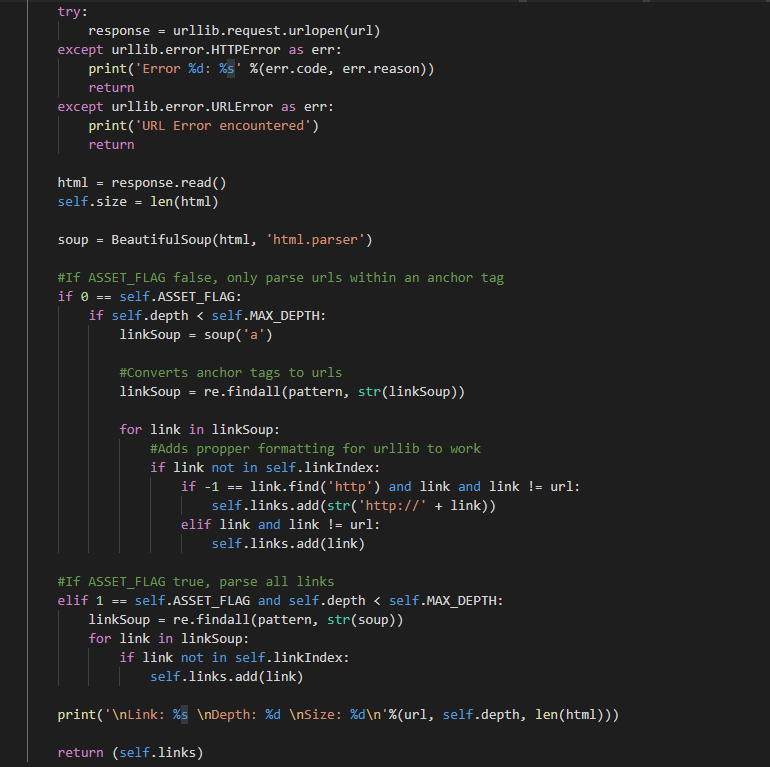 try:
    response = urllib.request.urlopen(url)
except urllib.error.HTTPError as err:
    print('Error %d: %s' %(err.code, err.reason))
    return
except urllib.error.URLError as err:
    print('URL Error encountered')
    return

html = response.read()
self.size = len(html)

soup = BeautifulSoup(html, 'html.parser')

#If ASSET_FLAG false, only parse urls within an anchor tag
if 0 == self.ASSET_FLAG:
    if self.depth < self.MAX_DEPTH:
        linkSoup = soup('a')

        #Converts anchor tags to urls
        linkSoup = re.findall(pattern, str(linkSoup))

        for link in linkSoup:
            #Adds propper formatting for urllib to work
            if link not in self.linkIndex:
                if -1 == link.find('http') and link and link != url:
                    self.links.add(str('http://' + link))
                elif link and link != url:
                    self.links.add(link)

#If ASSET_FLAG true, parse all links
elif 1 == self.ASSET_FLAG and self.depth < self.MAX_DEPTH:
    linkSoup = re.findall(pattern, str(soup))
    for link in linkSoup:
        if link not in self.linkIndex:
            self.links.add(link)

print('\nLink: %s \nDepth: %d \nSize: %d\n'%(url, self.depth, len(html)))

return (self.links)